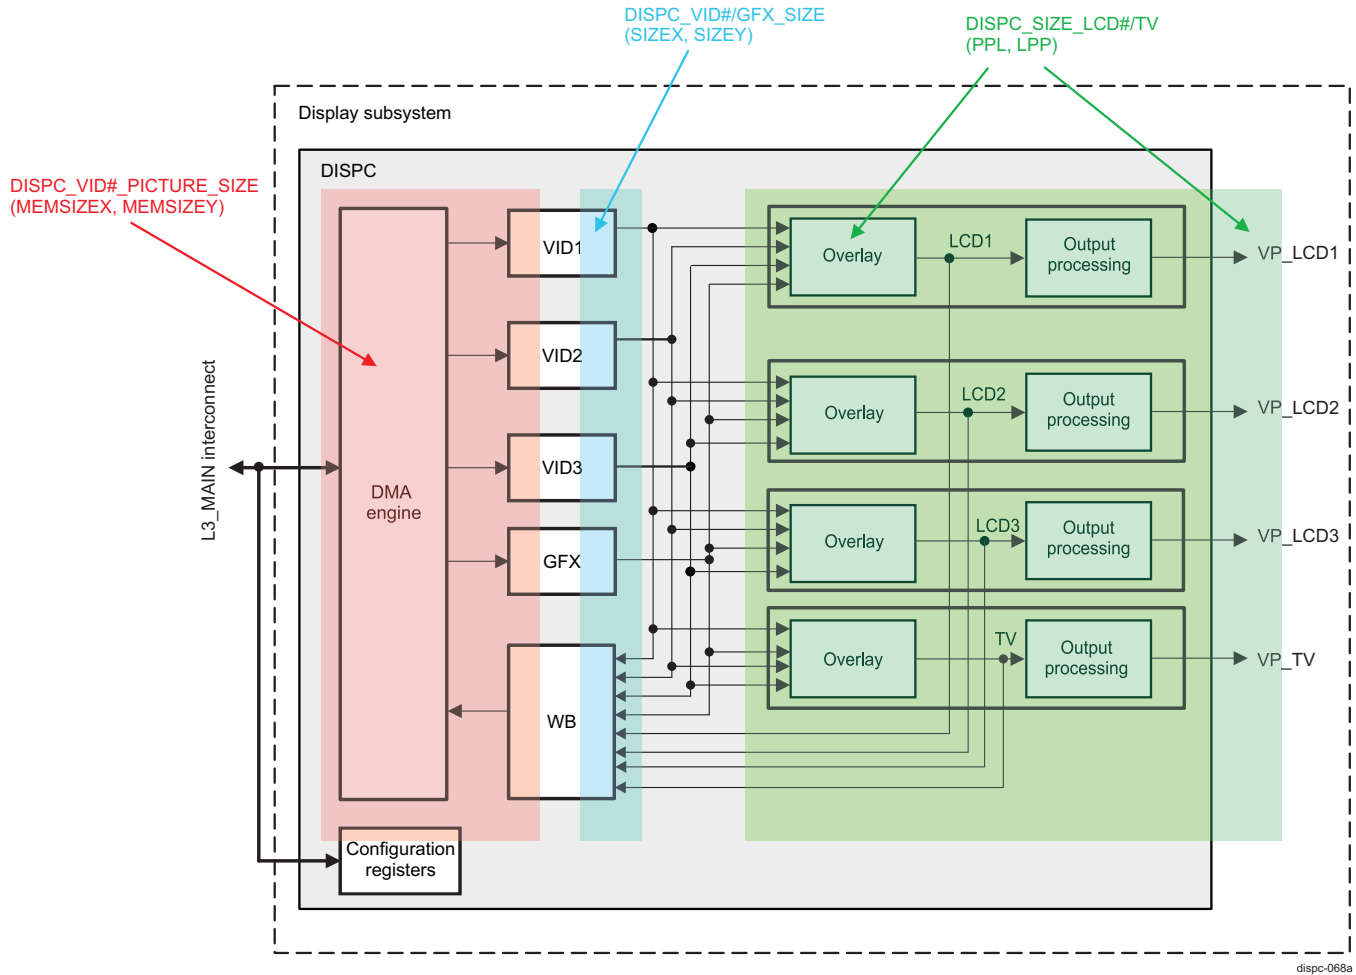 DISPC_VID#/GFX_SIZE
(SIZEX, SIZEY)
DISPC_SIZE_LCD#/TV
(PPL, LPP)
Display subsystem
DISPC
DISPC_VID#_PICTURE_SIZE
(MEMSIZEX, MEMSIZEY)
VID1
Overlay
LCD1
Output
processing
VP_LCD1
VID2
Overlay
LCD2
Output
processing
VP_LCD2
L3_MAIN interconnect
DMA
engine
VID3
GFX
Overlay
LCD3
Output
processing
VP_LCD3
WB
Overlay
TV
Output
processing
VP_TV
Configuration
registers
dispc-068a